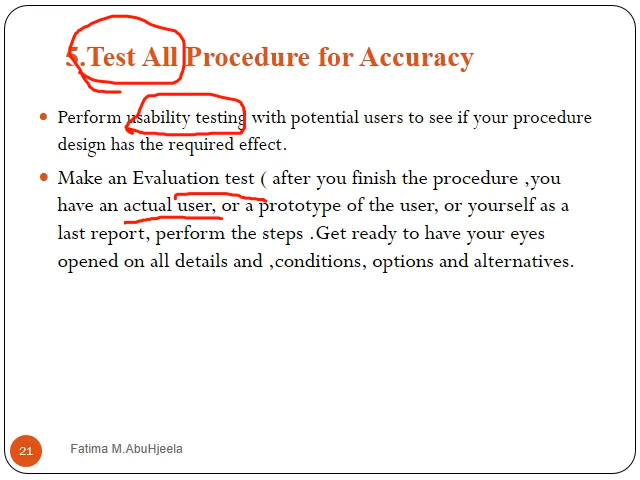 5.Test All Procedure for Accuracy
• Perform usability testing with potential users to see if your procedure
design has the required effect.
• Make an Evaluation test ( after you finish the procedure ,you
have an actual user, or a prototype of the user, or yourself as a
last report, perform the steps .Get ready to have your eyes
opened on all details and ,conditions, options and alternatives.
21
Fatima M.AbuHjeela